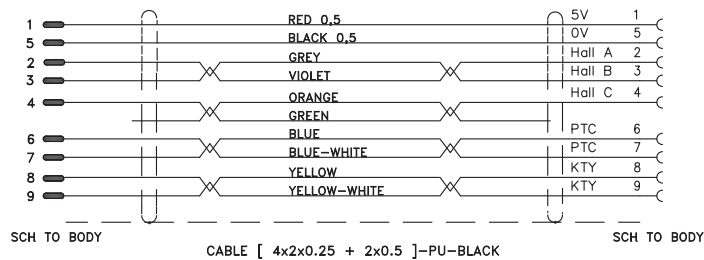 1 RED 0,5 5V 1
5 BLACK 0,5 0V 5
2 GREY Hall A 2
3 VIOLET Hall B 3
4 ORANGE Hall C 4
GREEN
6 BLUE PTC 6
7 BLUE-WHITE PTC 7
8 YELLOW KTY 8
9 YELLOW-WHITE KTY 9
SCH TO BODY SCH TO BODY
CABLE [ 4x2x0.25 + 2x0.5 ]-PU-BLACK